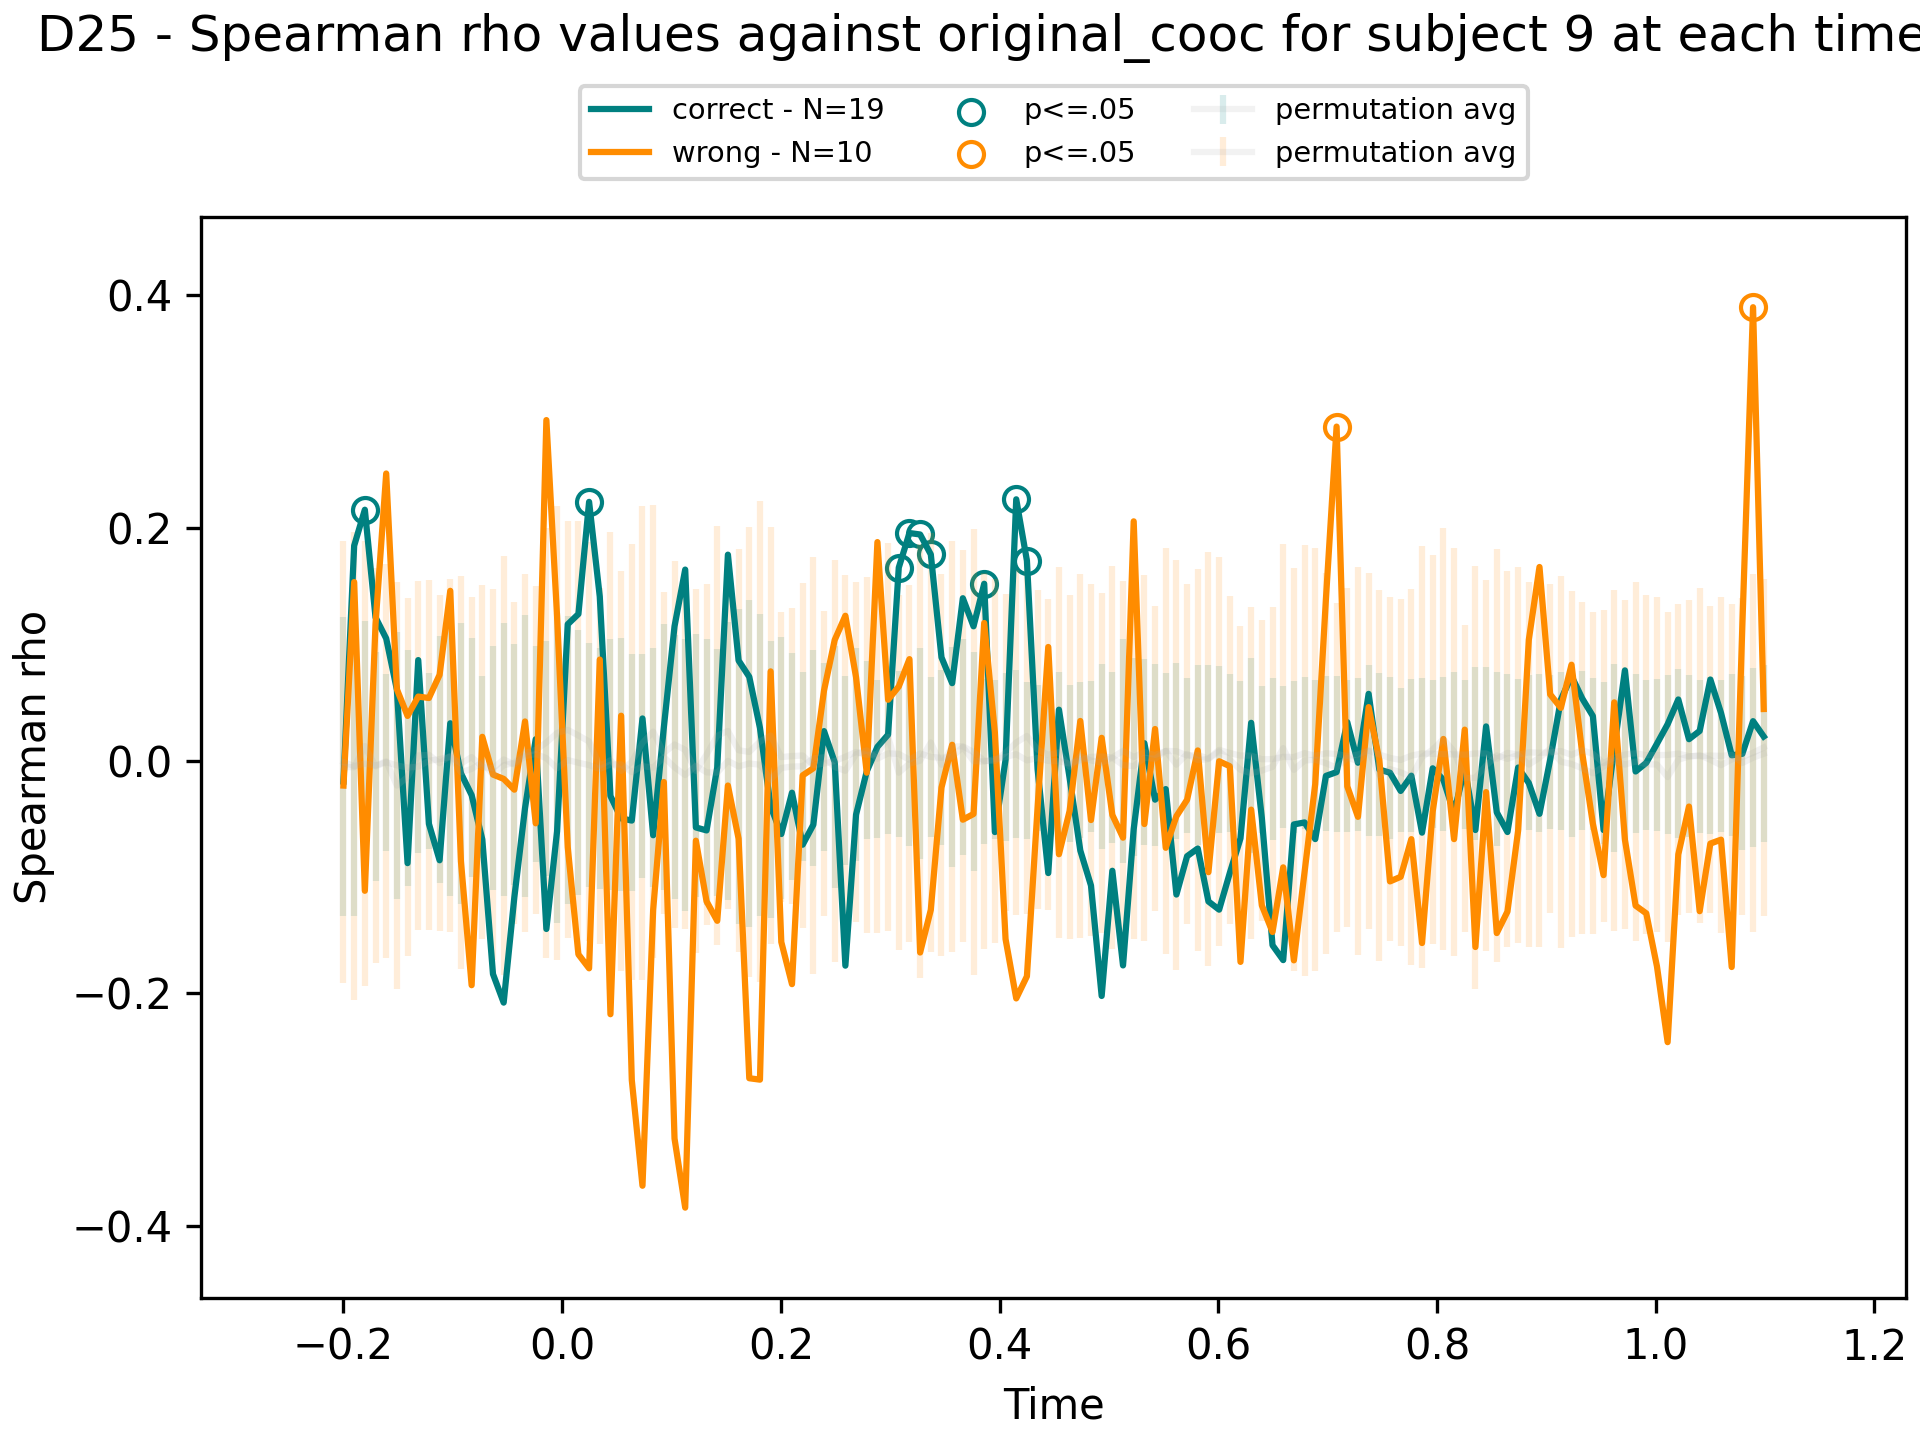 D25 - Spearman rho values against original_cooc for subject 9 at each time
correct - N=19
wrong - N=10
p<=.05
p<=.05
permutation avg
permutation avg
Spearman rho
0.4
0.2
0.0
−0.2
−0.4
−0.2 0.0 0.2 0.4 0.6 0.8 1.0 1.2
Time